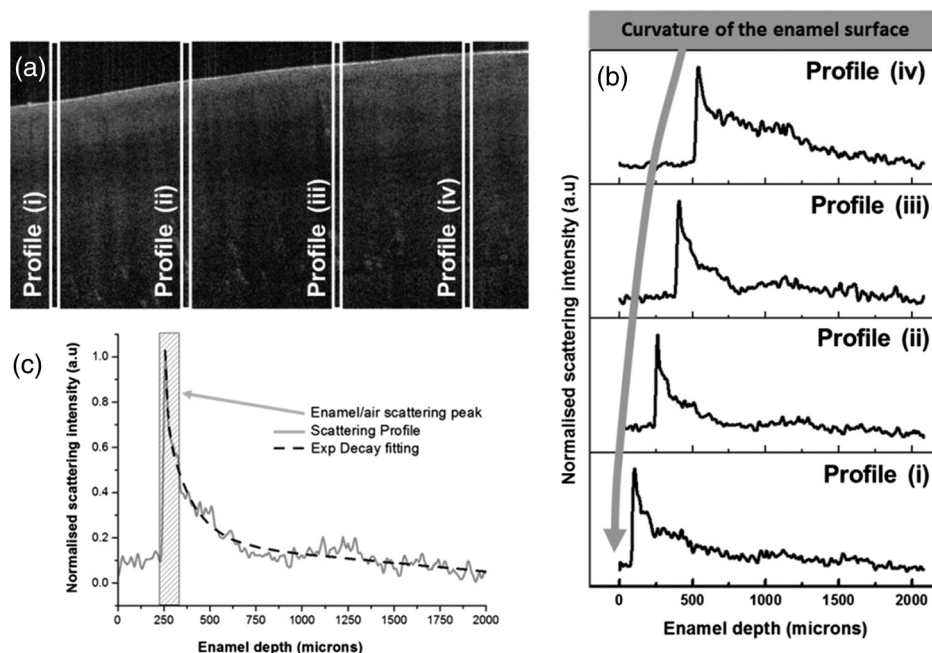 (a)
Profile (i)
Profile (ii)
Profile (iii)
Profile (iv)
(b)
Curvature of the enamel surface
Profile (iv)
Profile (iii)
Profile (ii)
Profile (i)
Normalised scattering intensity (a.u)
0 500 1000 1500 2000
Enamel depth (microns)
(c)
Normalised scattering intensity (a.u)
1.0
0.8
0.6
0.4
0.2
0.0
Enamel/air scattering peak
Scattering Profile
Exp Decay fitting
0 250 500 750 1000 1250 1500 1750 2000
Enamel depth (microns)